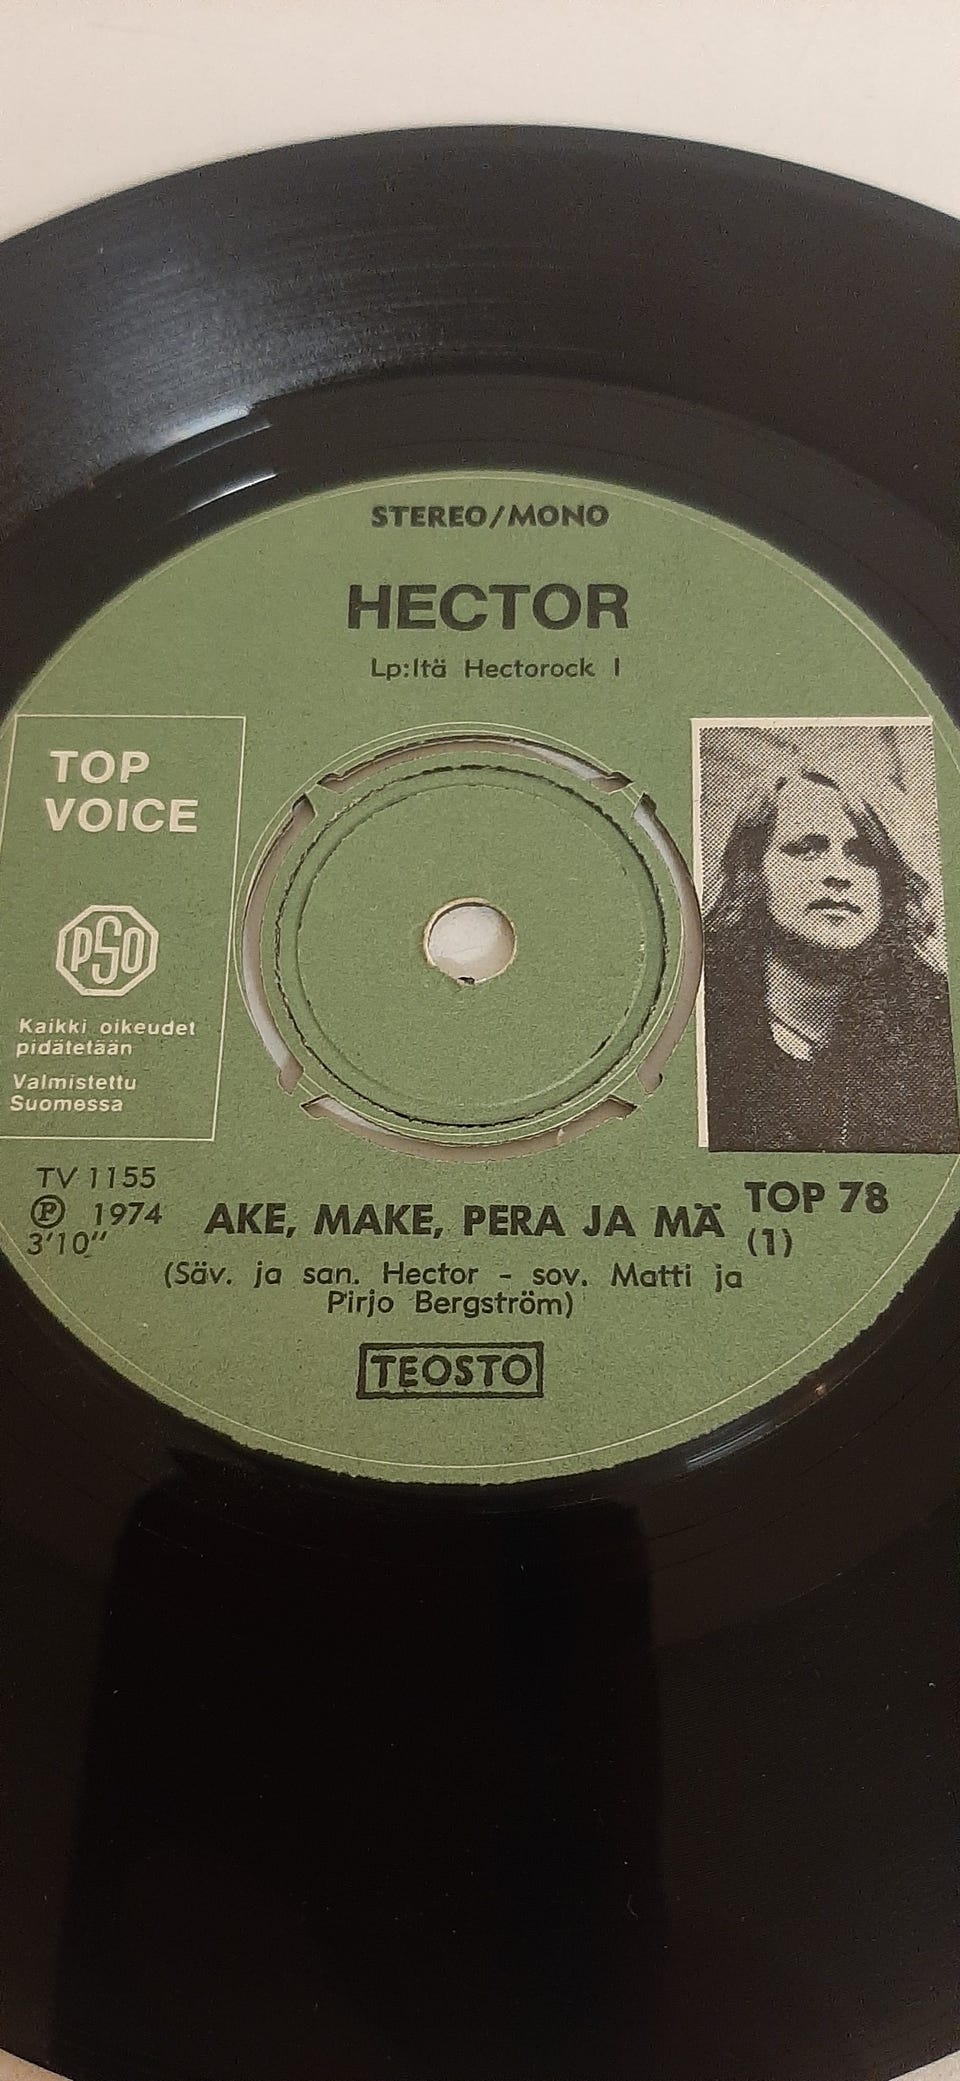 STEREO/MONO
HECTOR
Lp:ltä Hectorock I
TOP
VOICE
PSO
Kaikki oikeudet
pidätetään
Valmistettu
Suomessa
TV 1155
Ⓟ 1974
3'10"
AKE, MAKE, PERA JA MÄ
TOP 78
(1)
(Säv. ja san. Hector - sov. Matti ja
Pirjo Bergström)
TEOSTO